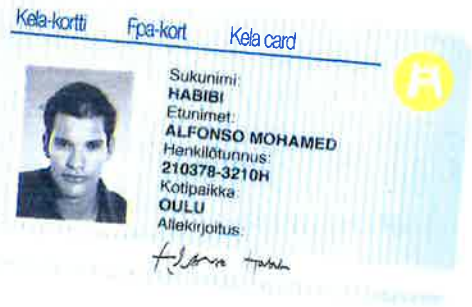 Kela-kortti Fpa-kort Kela card
Sukunimi:
HABIBI
Etunimet:
ALFONSO MOHAMED
Henkilötunnus:
210378-3210H
Kotipaikka:
OULU
Allekirjoitus: